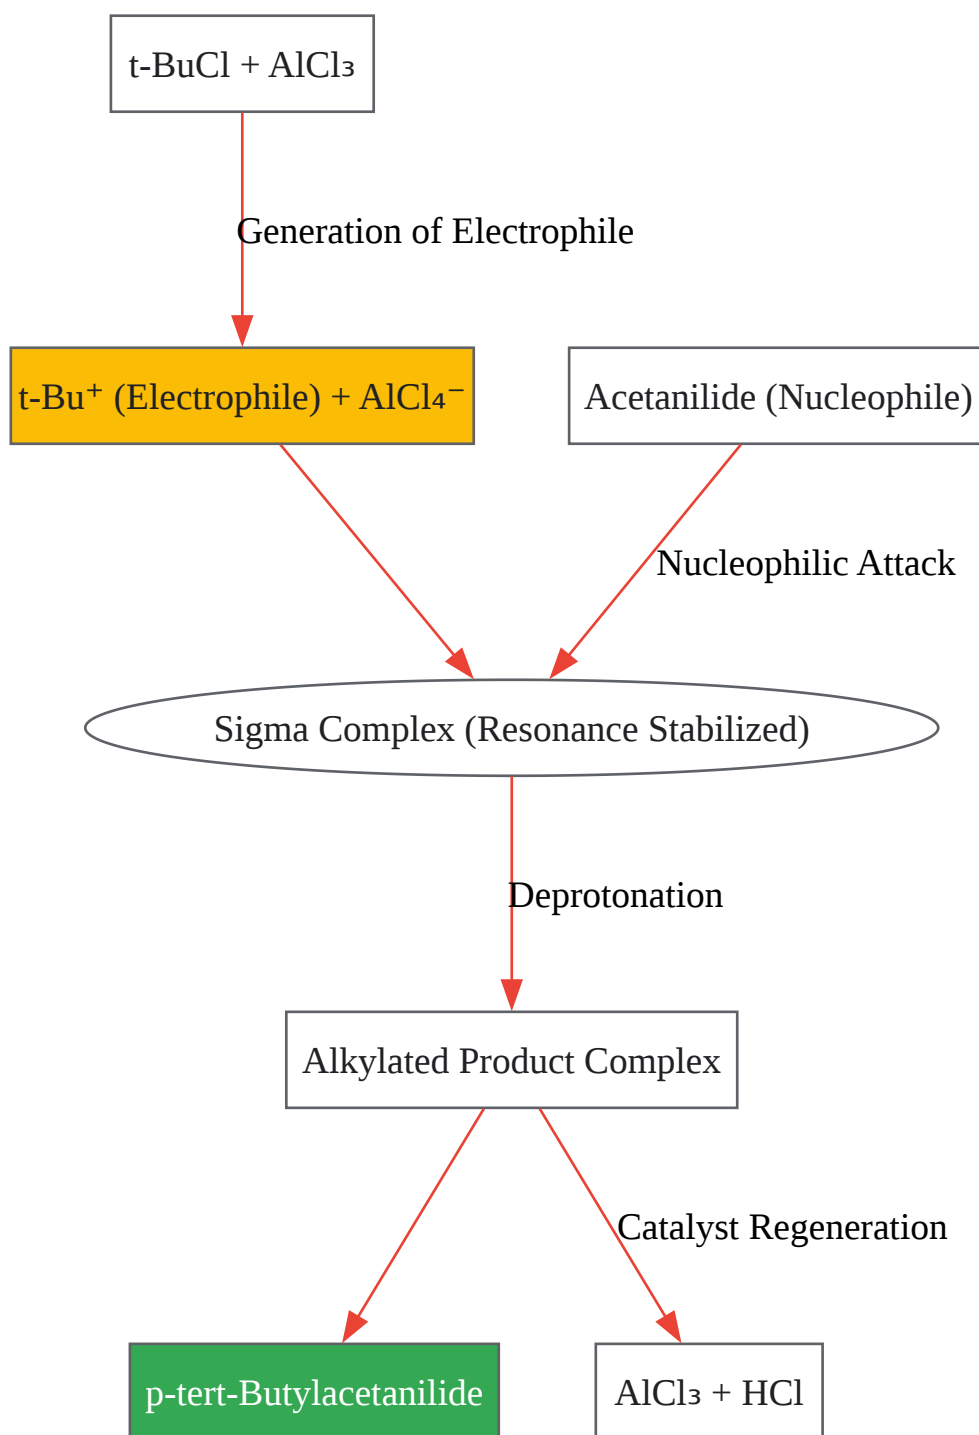 t-BuCl + AlCl₃
Generation of Electrophile
t-Bu⁺ (Electrophile) + AlCl₄⁻
Acetanilide (Nucleophile)
Nucleophilic Attack
Sigma Complex (Resonance Stabilized)
Deprotonation
Alkylated Product Complex
Catalyst Regeneration
p-tert-Butylacetanilide
AlCl₃ + HCl